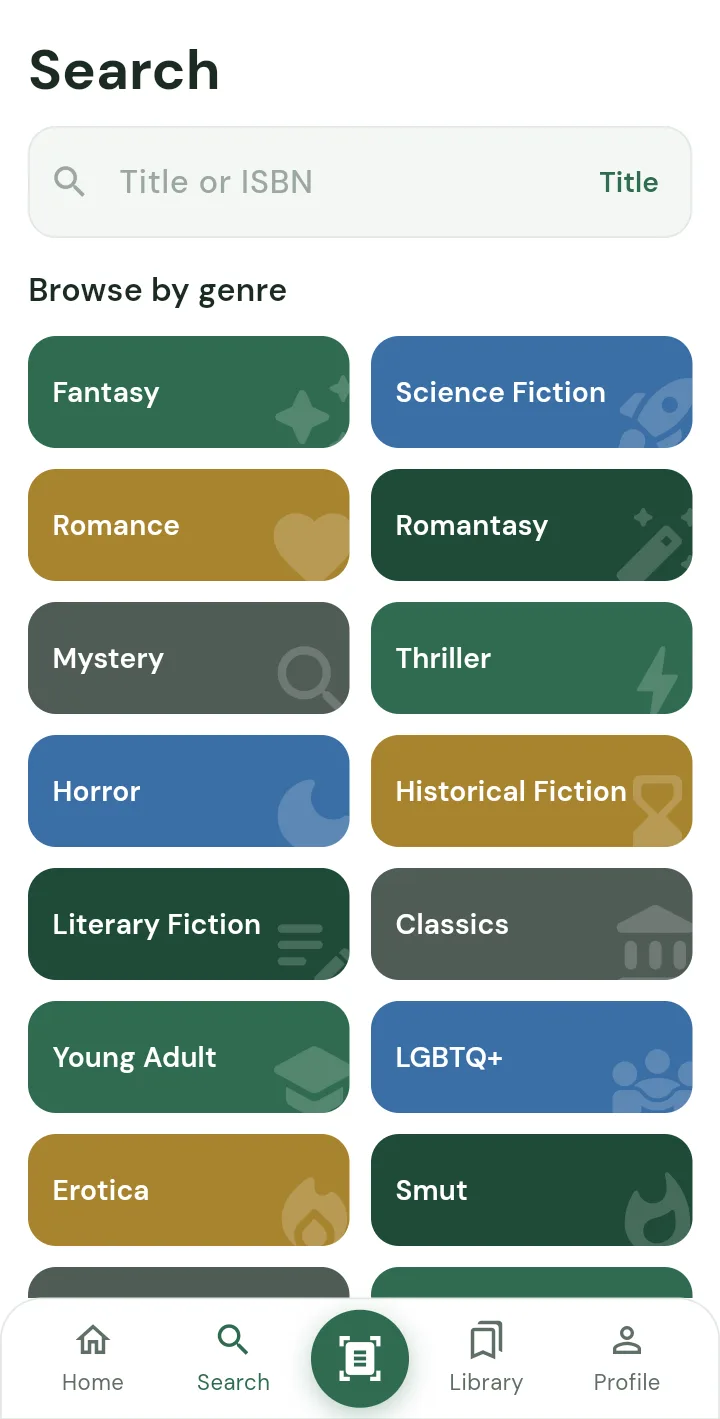 Search
Title or ISBN
Title
Browse by genre
Fantasy
Science Fiction
Romance
Romantasy
Mystery
Thriller
Horror
Historical Fiction
Literary Fiction
Classics
Young Adult
LGBTQ+
Erotica
Smut
Home
Search
Library
Profile